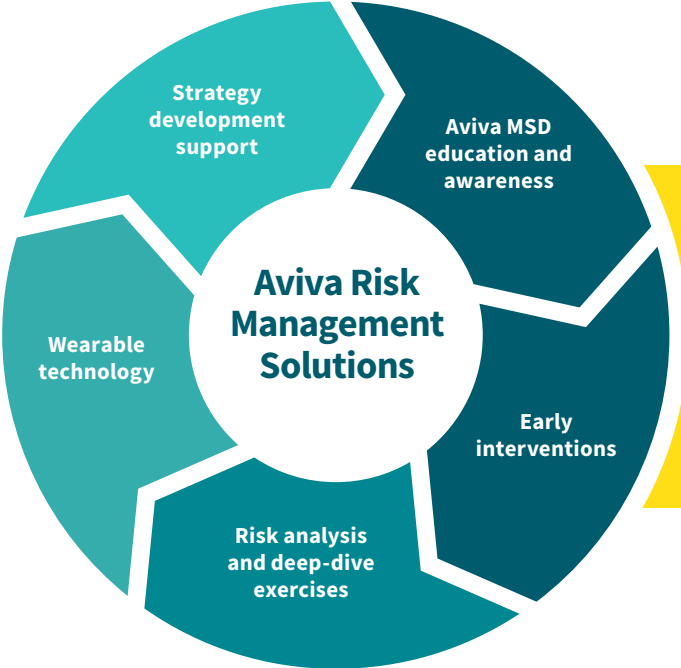 Strategy
development
support
Aviva MSD
education and
awareness
Aviva Risk
Management
Solutions
Wearable
technology
Early
interventions
Risk analysis
and deep-dive
exercises